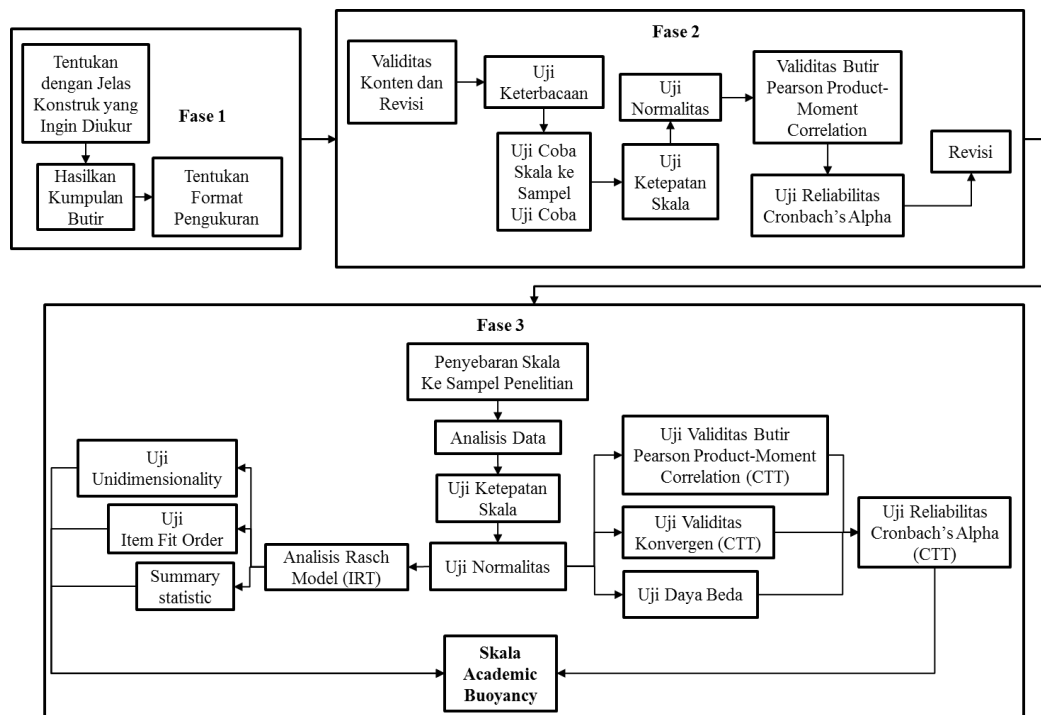 Tentukan
dengan Jelas
Konstruk yang
Ingin Diukur
Fase 1
Hasilkan
Kumpulan
Butir
Tentukan
Format
Pengukuran
Fase 2
Validitas
Konten dan
Revisi
Uji
Keterbacaan
Uji Coba
Skala ke
Sampel
Uji Coba
Uji
Ketepatan
Skala
Uji
Normalitas
Validitas Butir
Pearson Product-
Moment
Correlation
Uji Reliabilitas
Cronbach’s Alpha
Revisi
Fase 3
Penyebaran Skala
Ke Sampel Penelitian
Analisis Data
Uji Ketepatan
Skala
Uji Normalitas
Analisis Rasch
Model (IRT)
Uji
Unidimensionality
Uji
Item Fit Order
Summary
statistic
Uji Validitas Butir
Pearson Product-Moment
Correlation (CTT)
Uji Validitas
Konvergen (CTT)
Uji Daya Beda
Uji Reliabilitas
Cronbach’s Alpha
(CTT)
Skala
Academic
Buoyancy